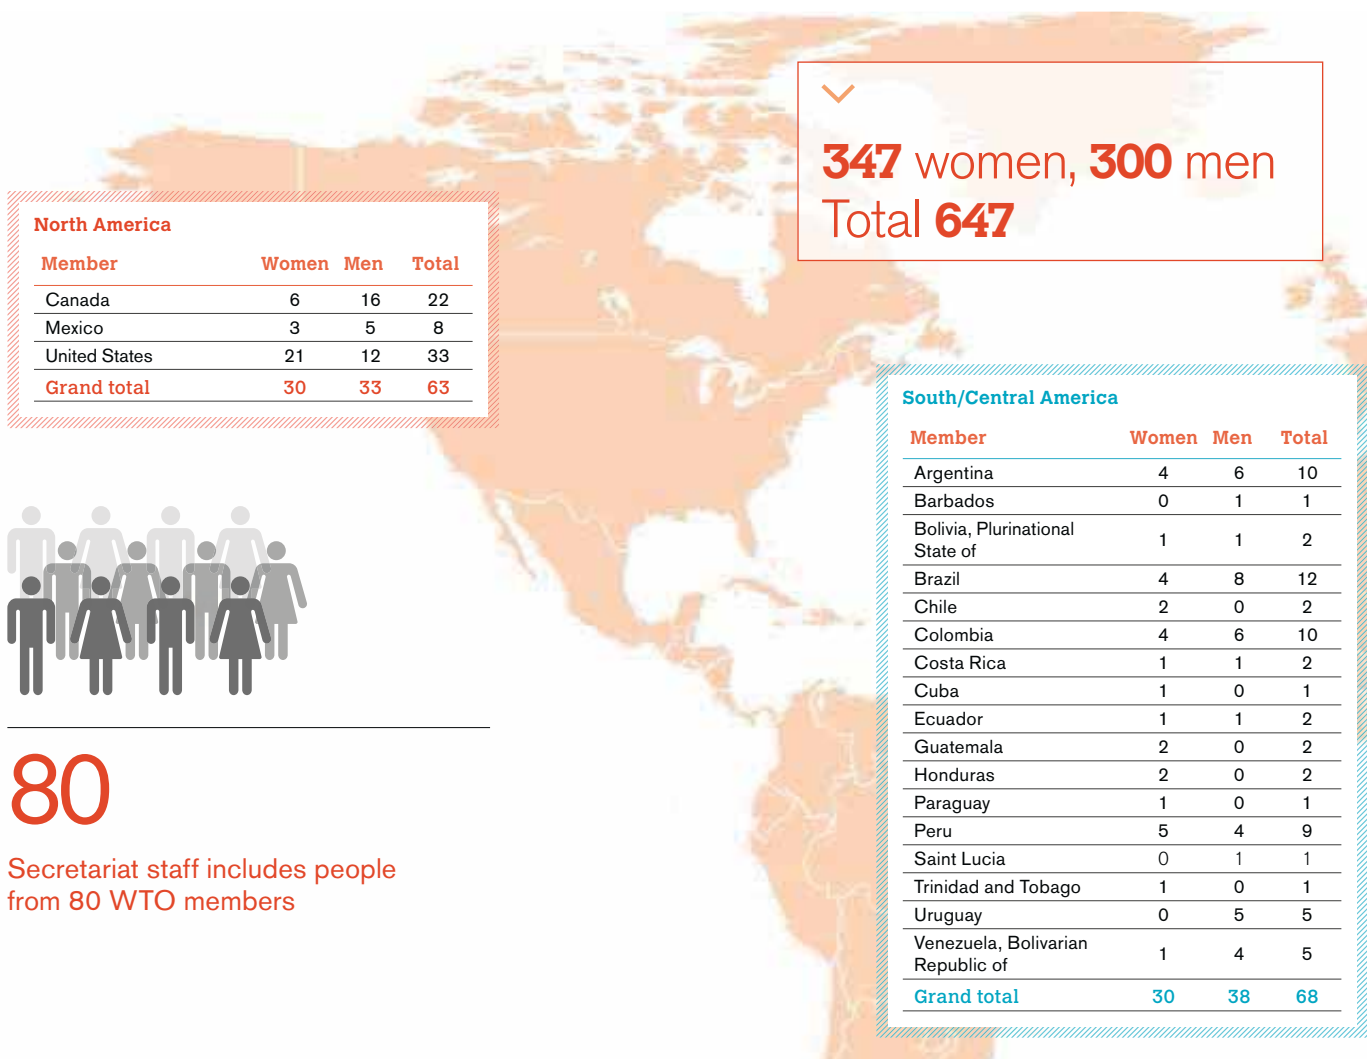 347 women, 300 men
Total 647
North America
Member Women Men Total
Canada 6 16 22
Mexico 3 5 8
United States 21 12 33
Grand total 30 33 63
80
Secretariat staff includes people
from 80 WTO members
South/Central America
Member Women Men Total
Argentina 4 6 10
Barbados 0 1 1
Bolivia, Plurinational
State of 1 1 2
Brazil 4 8 12
Chile 2 0 2
Colombia 4 6 10
Costa Rica 1 1 2
Cuba 1 0 1
Ecuador 1 1 2
Guatemala 2 0 2
Honduras 2 0 2
Paraguay 1 0 1
Peru 5 4 9
Saint Lucia 0 1 1
Trinidad and Tobago 1 0 1
Uruguay 0 5 5
Venezuela, Bolivarian
Republic of 1 4 5
Grand total 30 38 68